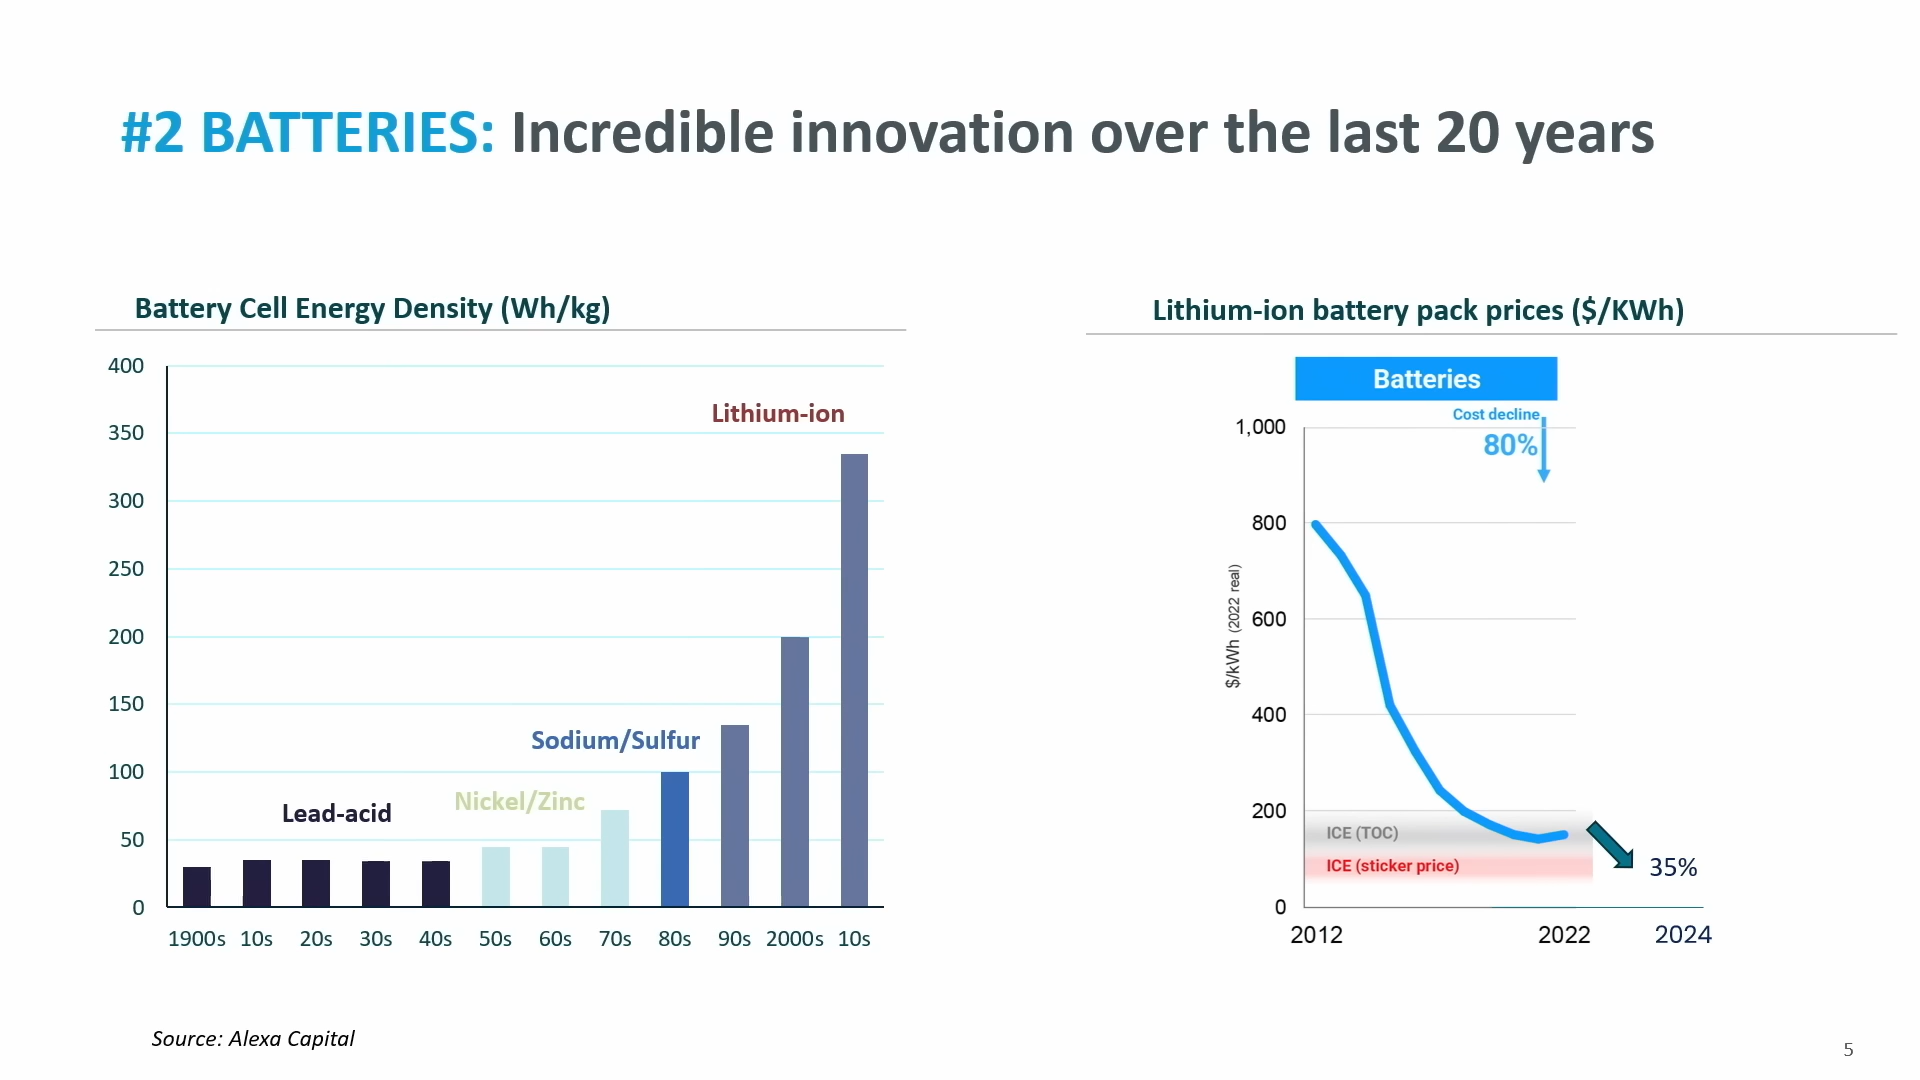 #2 BATTERIES: Incredible innovation over the last 20 years
Battery Cell Energy Density (Wh/kg)
400
350
300
250
200
150
100
50
0
Lithium-ion
Sodium/Sulfur
Nickel/Zinc
Lead-acid
1900s 10s 20s 30s 40s 50s 60s 70s 80s 90s 2000s 10s
Source: Alexa Capital
Lithium-ion battery pack prices ($/KWh)
Batteries
Cost decline
80%
$/kWh (2022 real)
1,000
800
600
400
200
0
ICE (TOC)
ICE (sticker price)
35%
2012 2022 2024
5